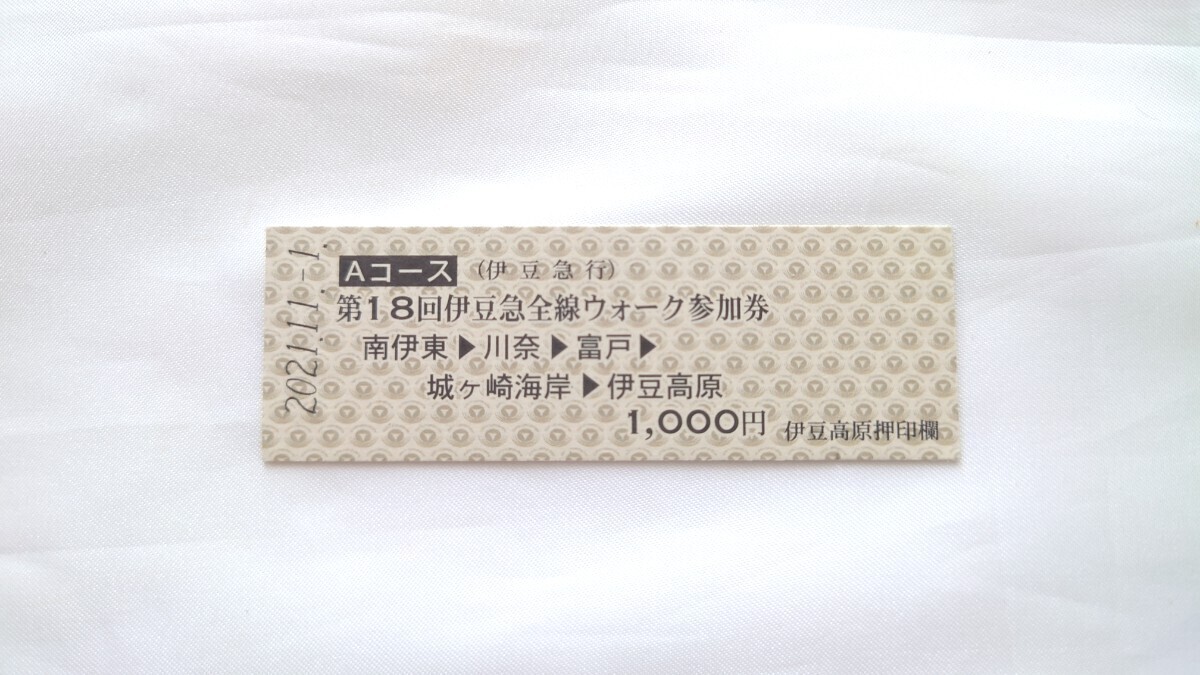 2021.11.-1.
Aコース (伊豆急行)
第18回伊豆急全線ウォーク参加券
南伊東▶川奈▶富戸▶
城ヶ崎海岸▶伊豆高原
1,000円 伊豆高原押印欄